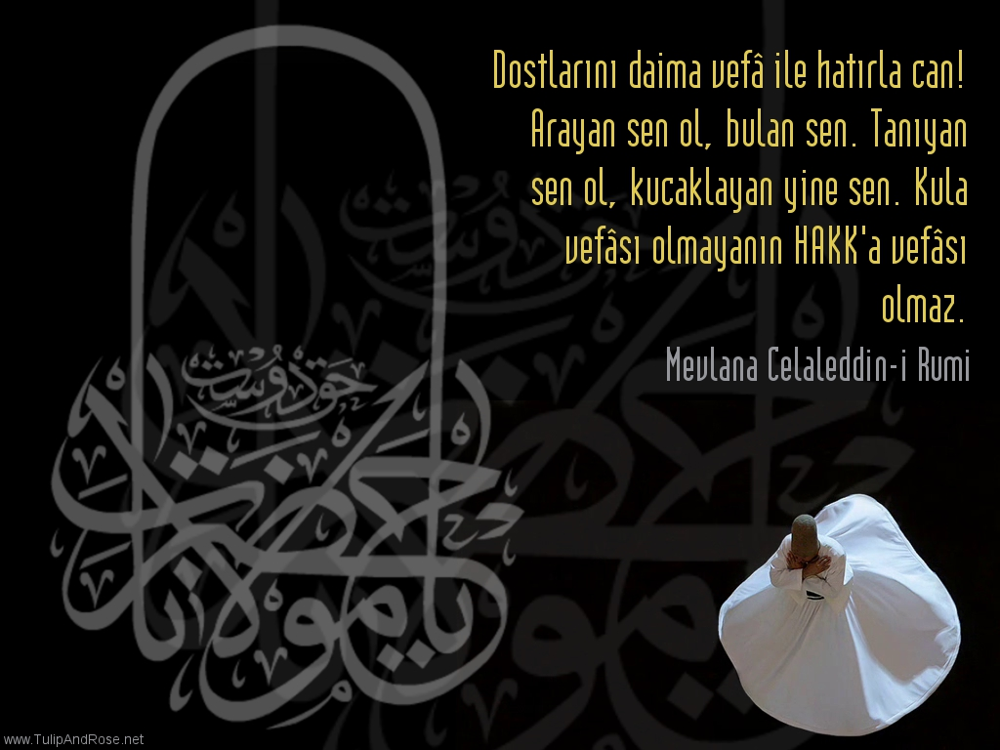 Dostlarını daima vefâ ile hatırla can!
Arayan sen ol, bulan sen. Tanıyan
sen ol, kucaklayan yine sen. Kula
vefâsı olmayanın HAKK'a vefâsı
olmaz.
Mevlana Celaleddin-i Rumi
يا حضرت مولانا
حق دوست
www.TulipAndRose.net